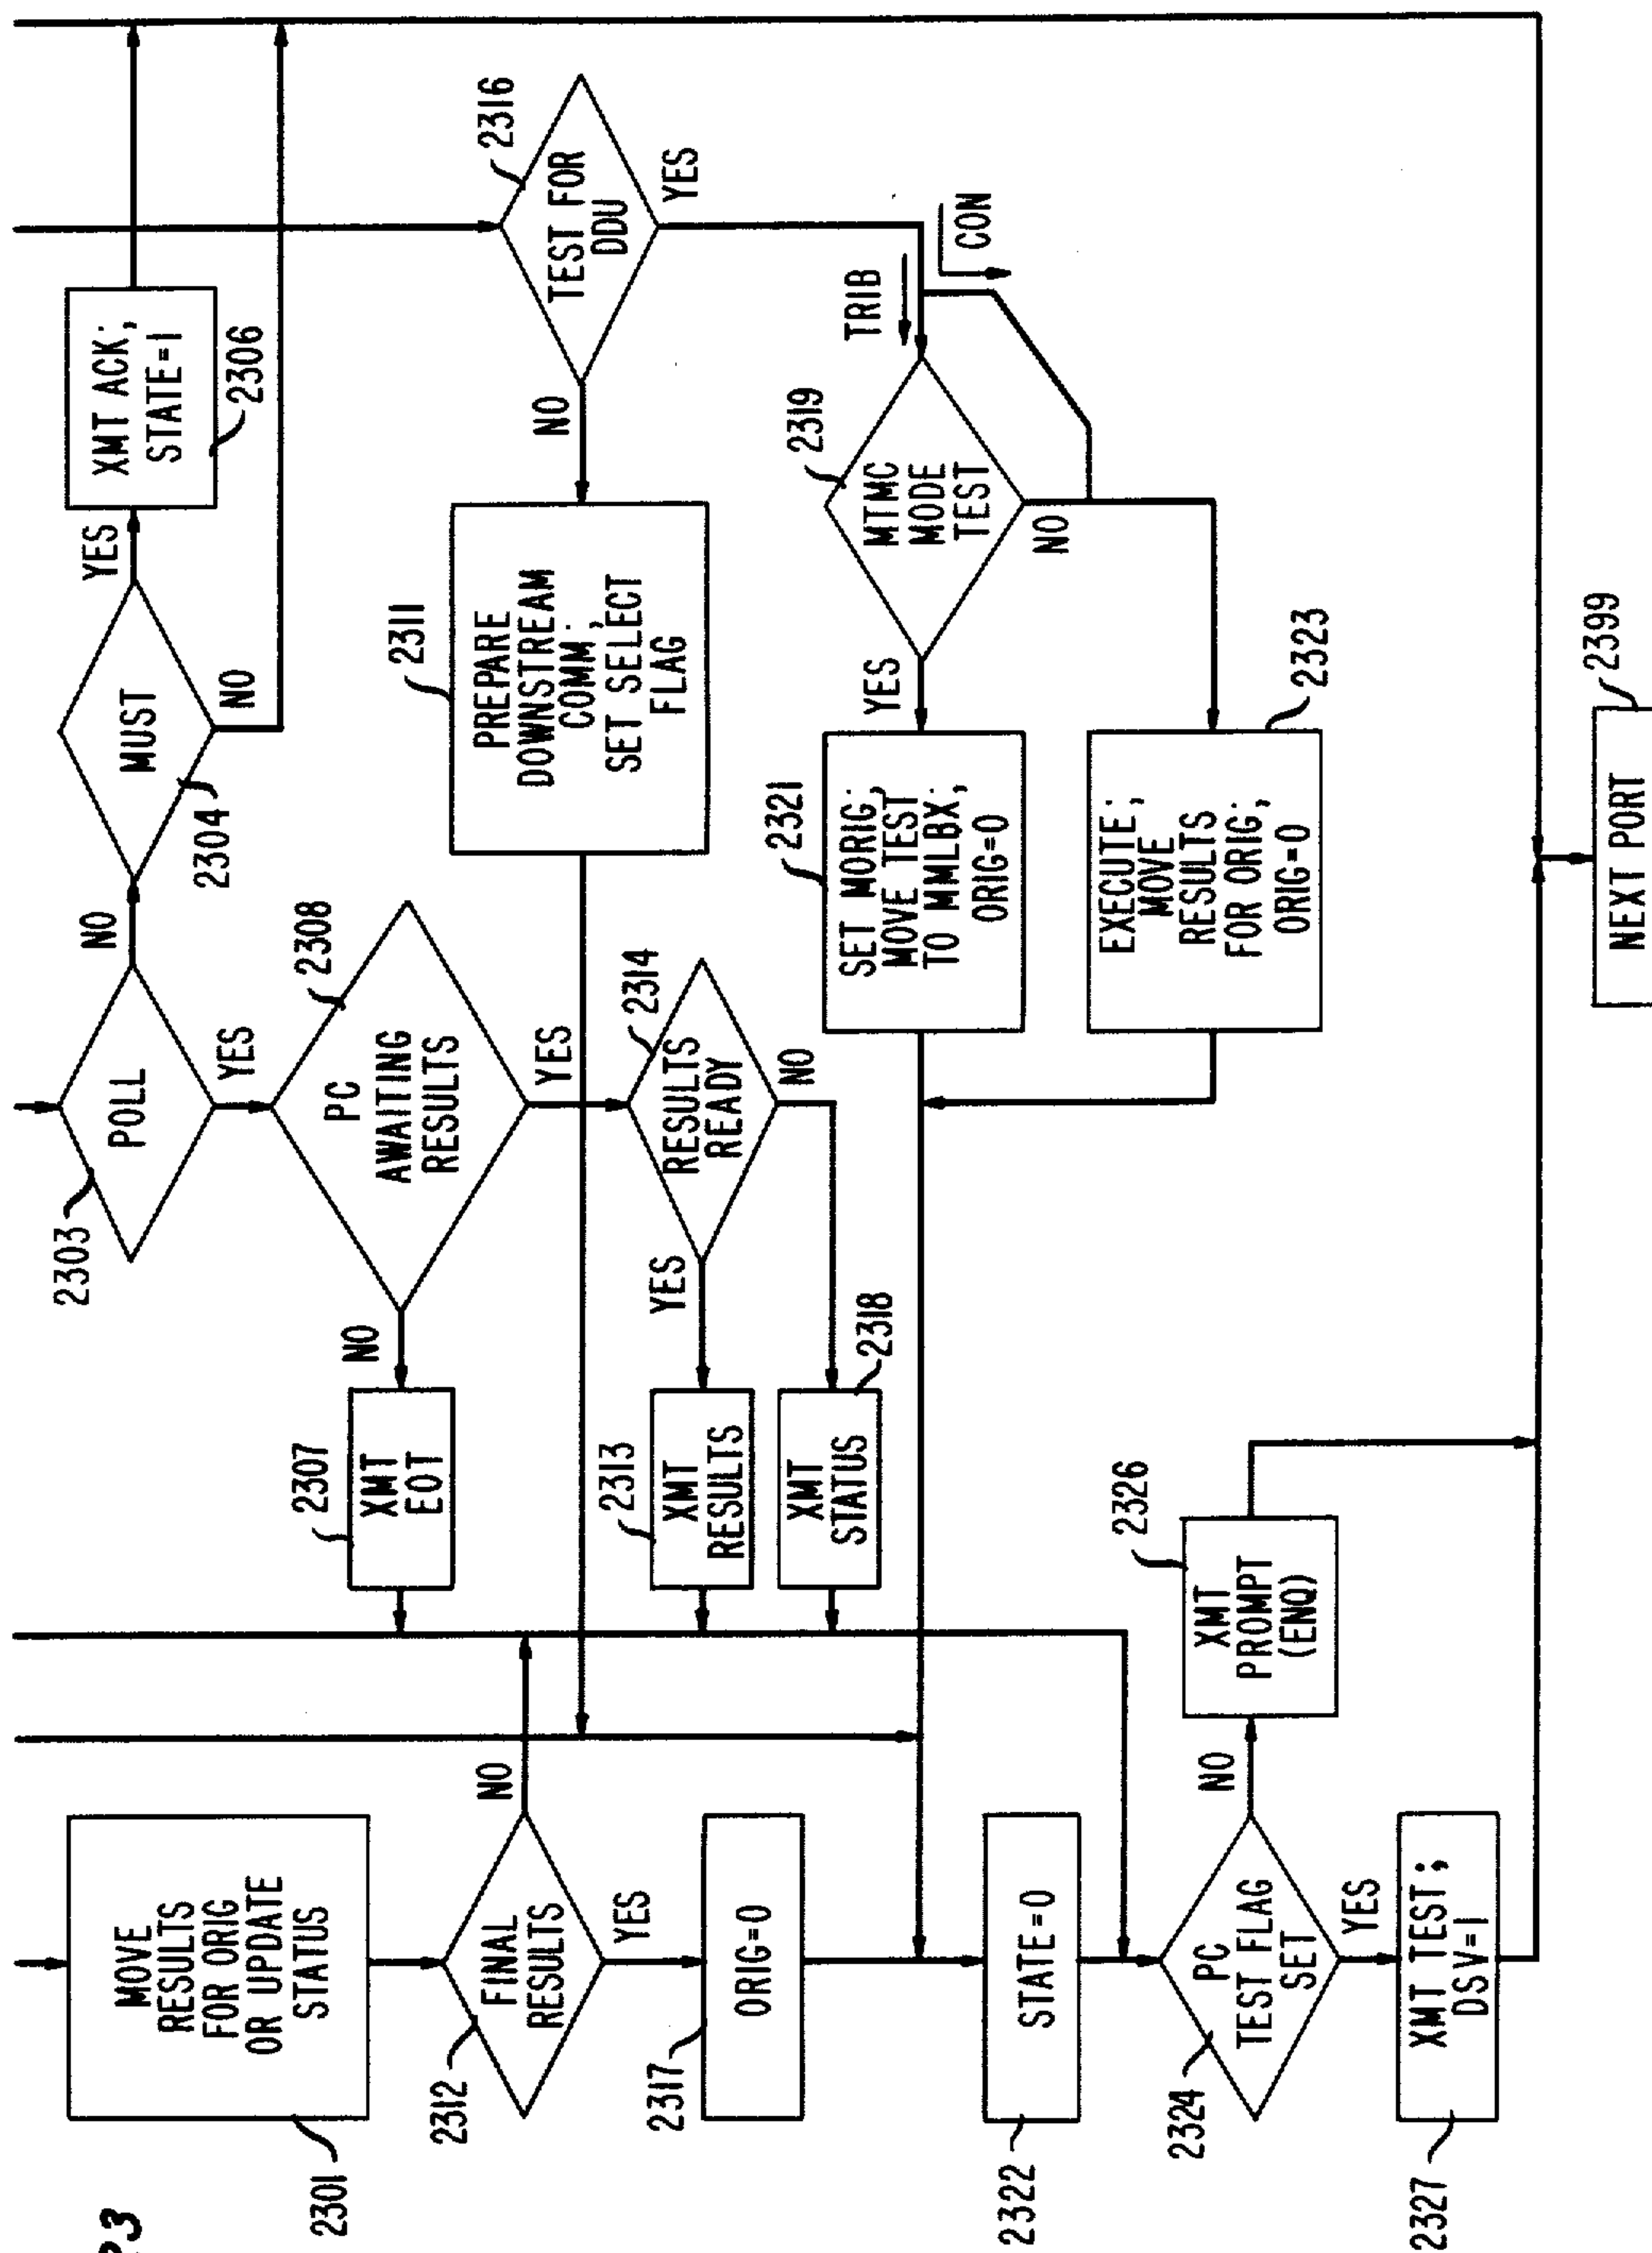 23
2301
MOVE
RESULTS
FOR ORIG
OR UPDATE
STATUS
2303
POLL
NO
YES
2304
MUST
YES
NO
XMT ACK;
STATE=1
2306
2307
XMT
EOT
NO
2308
PC
AWAITING
RESULTS
YES
2311
PREPARE
DOWNSTREAM
COMM;
SET SELECT
FLAG
NO
2316
TEST FOR
DDU
YES
2312
FINAL
RESULTS
NO
YES
2313
XMT
RESULTS
YES
2314
RESULTS
READY
NO
XMT
STATUS
2318
2317
ORIG=0
2321
SET MORIG;
MOVE TEST
TO MMLBX;
ORIG=0
YES
2319
MTMC
MODE
TEST
NO
TRIB
CON
2322
STATE=0
EXECUTE;
MOVE
RESULTS
FOR ORIG;
ORIG=0
2323
2324
PC
TEST FLAG
SET
NO
YES
2326
XMT
PROMPT
(ENQ)
2327
XMT TEST;
DSV=1
NEXT PORT
2399